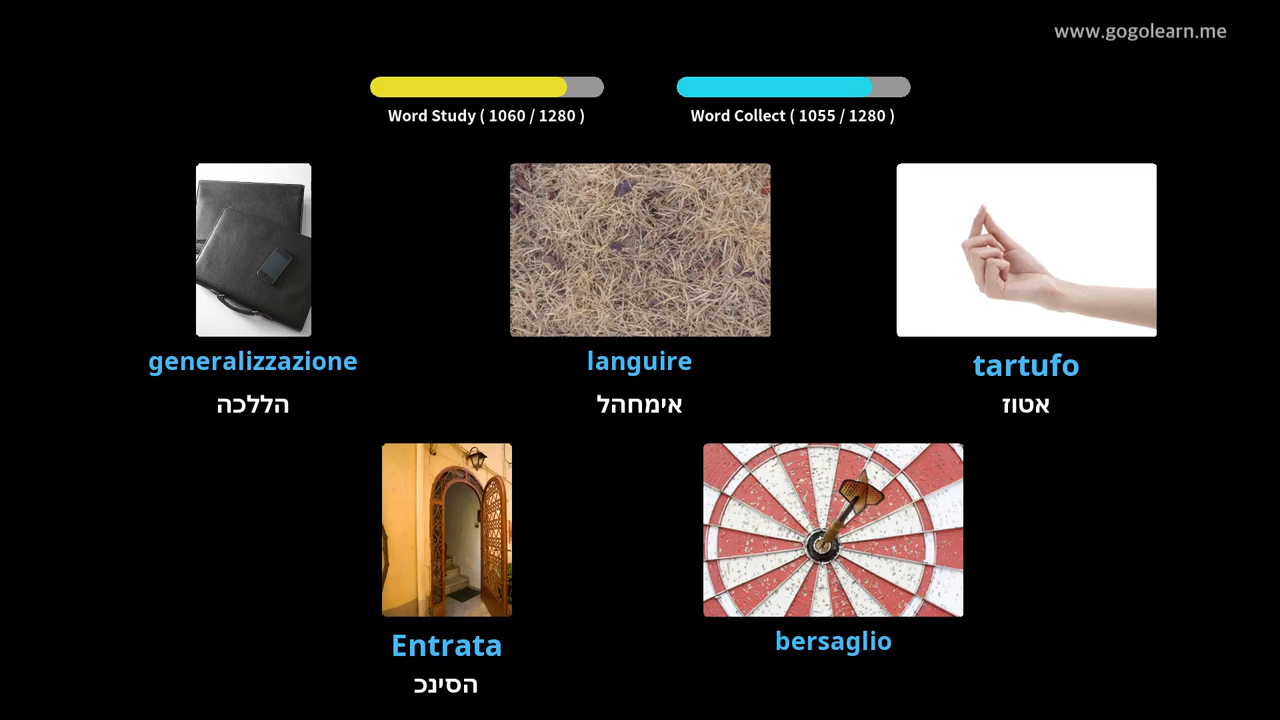 www.gogolearn.me
Word Study ( 1060 / 1280 )
Word Collect ( 1055 / 1280 )
generalizzazione
הללכה
languire
אימחהל
tartufo
אטוז
Entrata
הסינכ
bersaglio